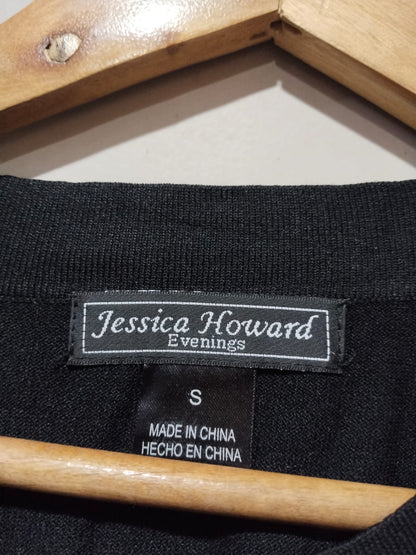 Jessica Howard
Evenings
S
MADE IN CHINA
HECHO EN CHINA